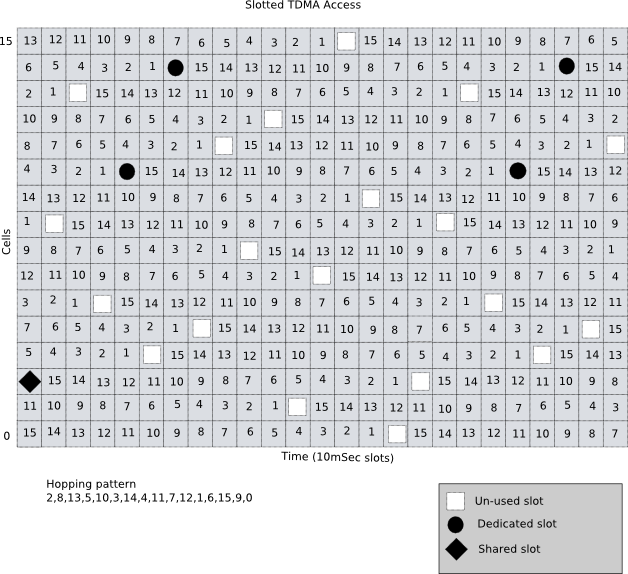 Slotted TDMA Access
15 13 12 11 10 9 8 7 6 5 4 3 2 1 15 14 13 12 11 10 9 8 7 6 5
6 5 4 3 2 1 15 14 13 12 11 10 9 8 7 6 5 4 3 2 1 15 14
2 1 15 14 13 12 11 10 9 8 7 6 5 4 3 2 1 15 14 13 12 11 10
10 9 8 7 6 5 4 3 2 1 15 14 13 12 11 10 9 8 7 6 5 4 3 2
8 7 6 5 4 3 2 1 15 14 13 12 11 10 9 8 7 6 5 4 3 2 1
4 3 2 1 15 14 13 12 11 10 9 8 7 6 5 4 3 2 1 15 14 13 12
14 13 12 11 10 9 8 7 6 5 4 3 2 1 15 14 13 12 11 10 9 8 7 6
1 15 14 13 12 11 10 9 8 7 6 5 4 3 2 1 15 14 13 12 11 10 9
Cells
9 8 7 6 5 4 3 2 1 15 14 13 12 11 10 9 8 7 6 5 4 3 2 1
12 11 10 9 8 7 6 5 4 3 2 1 15 14 13 12 11 10 9 8 7 6 5 4
3 2 1 15 14 13 12 11 10 9 8 7 6 5 4 3 2 1 15 14 13 12 11
7 6 5 4 3 2 1 15 14 13 12 11 10 9 8 7 6 5 4 3 2 1 15
5 4 3 2 1 15 14 13 12 11 10 9 8 7 6 5 4 3 2 1 15 14 13
15 14 13 12 11 10 9 8 7 6 5 4 3 2 1 15 14 13 12 11 10 9 8
11 10 9 8 7 6 5 4 3 2 1 15 14 13 12 11 10 9 8 7 6 5 4 3
0 15 14 13 12 11 10 9 8 7 6 5 4 3 2 1 15 14 13 12 11 10 9 8 7
Time (10mSec slots)
Hopping pattern
2,8,13,5,10,3,14,4,11,7,12,1,6,15,9,0
Un-used slot
Dedicated slot
Shared slot